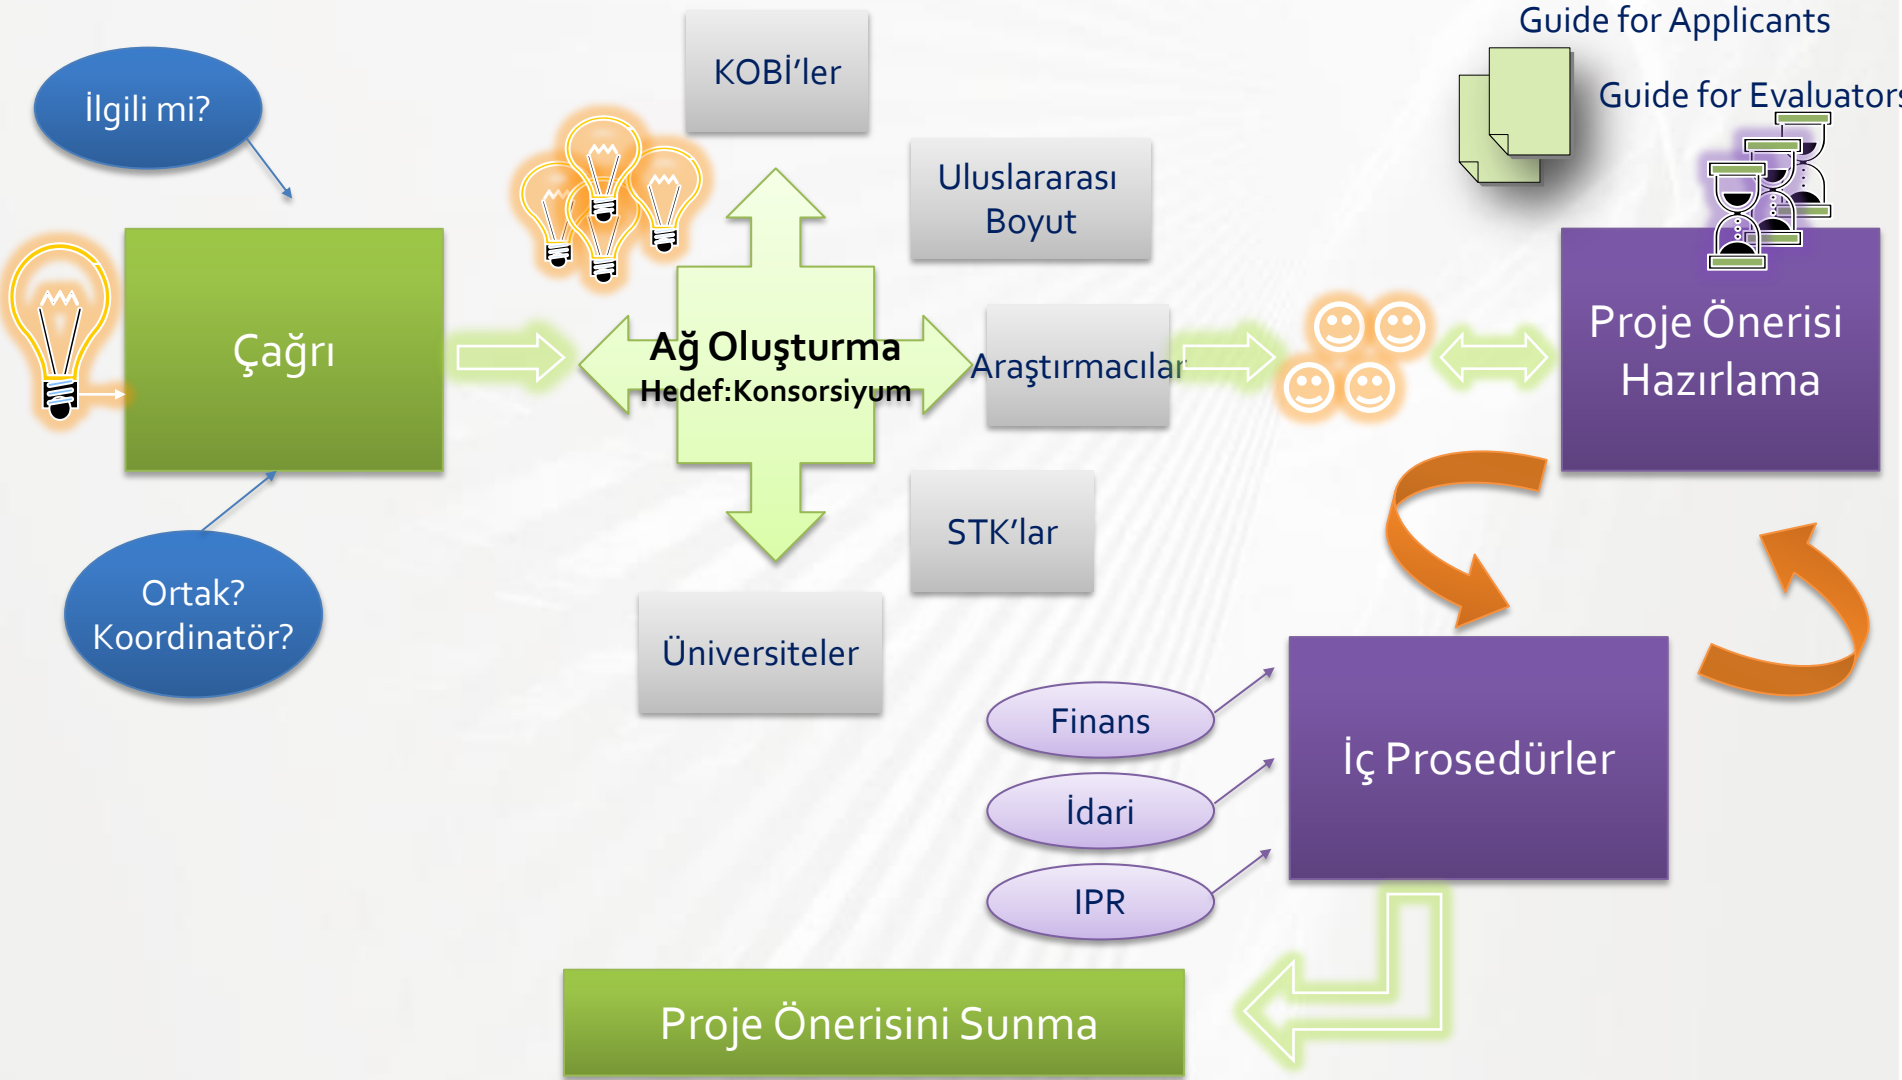 Guide for Applicants
Guide for Evaluators
İlgili mi?
KOBİ’ler
Uluslararası
Boyut
Çağrı
Ağ Oluşturma
Hedef:Konsorsiyum
Araştırmacılar
Proje Önerisi
Hazırlama
STK’lar
Ortak?
Koordinatör?
Üniversiteler
Finans
İdari
IPR
İç Prosedürler
Proje Önerisini Sunma